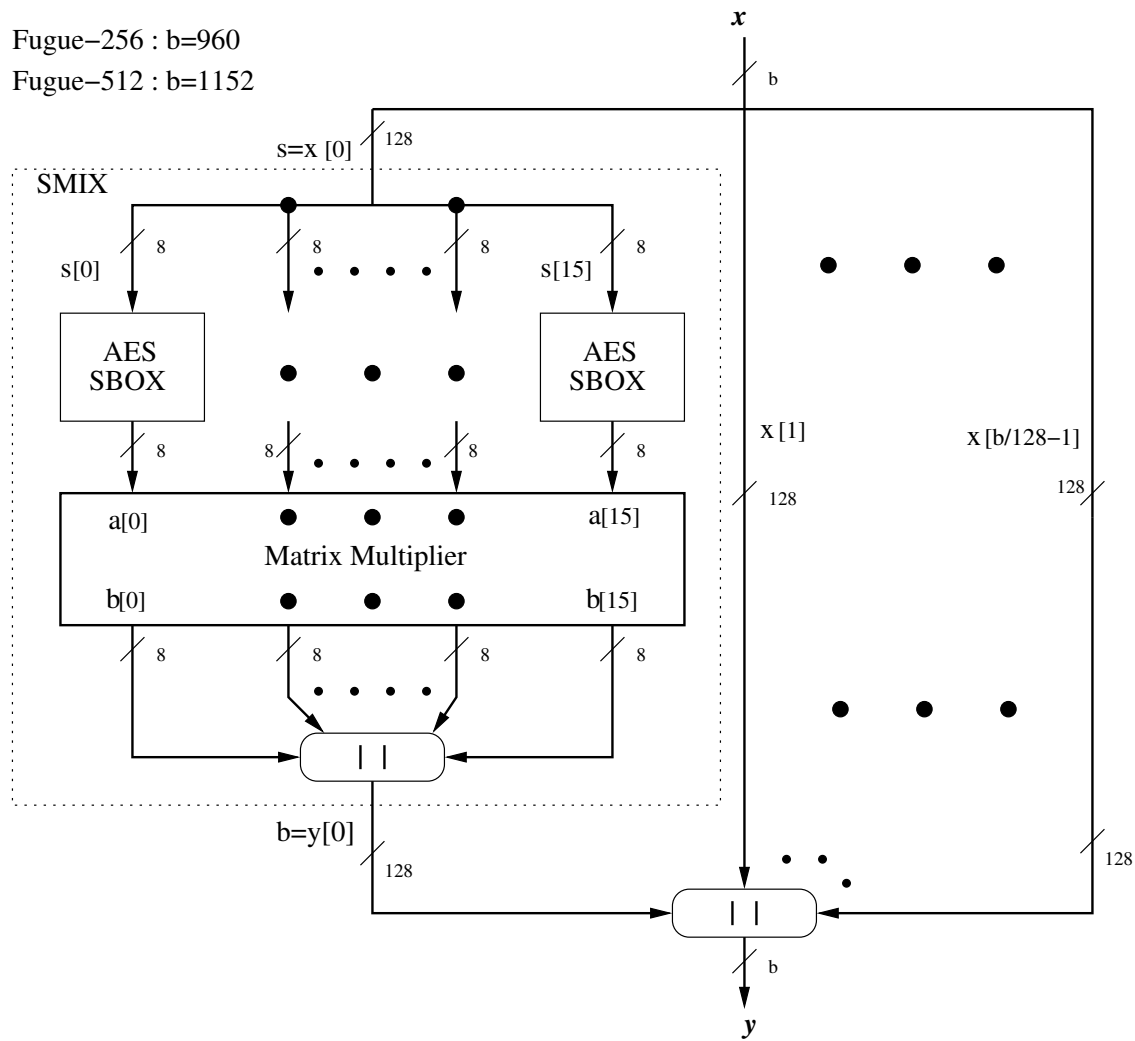 x
Fugue−256 : b=960
Fugue−512 : b=1152
b
s=x [0]
128
SMIX
8
8
8
8
s[0]
s[15]
AES
SBOX
AES
SBOX
x [1]
x [b/128−1]
8
8
8
8
128
128
a[0]
a[15]
Matrix Multiplier
b[0]
b[15]
8
8
8
8
| |
b=y[0]
128
128
| |
b
y